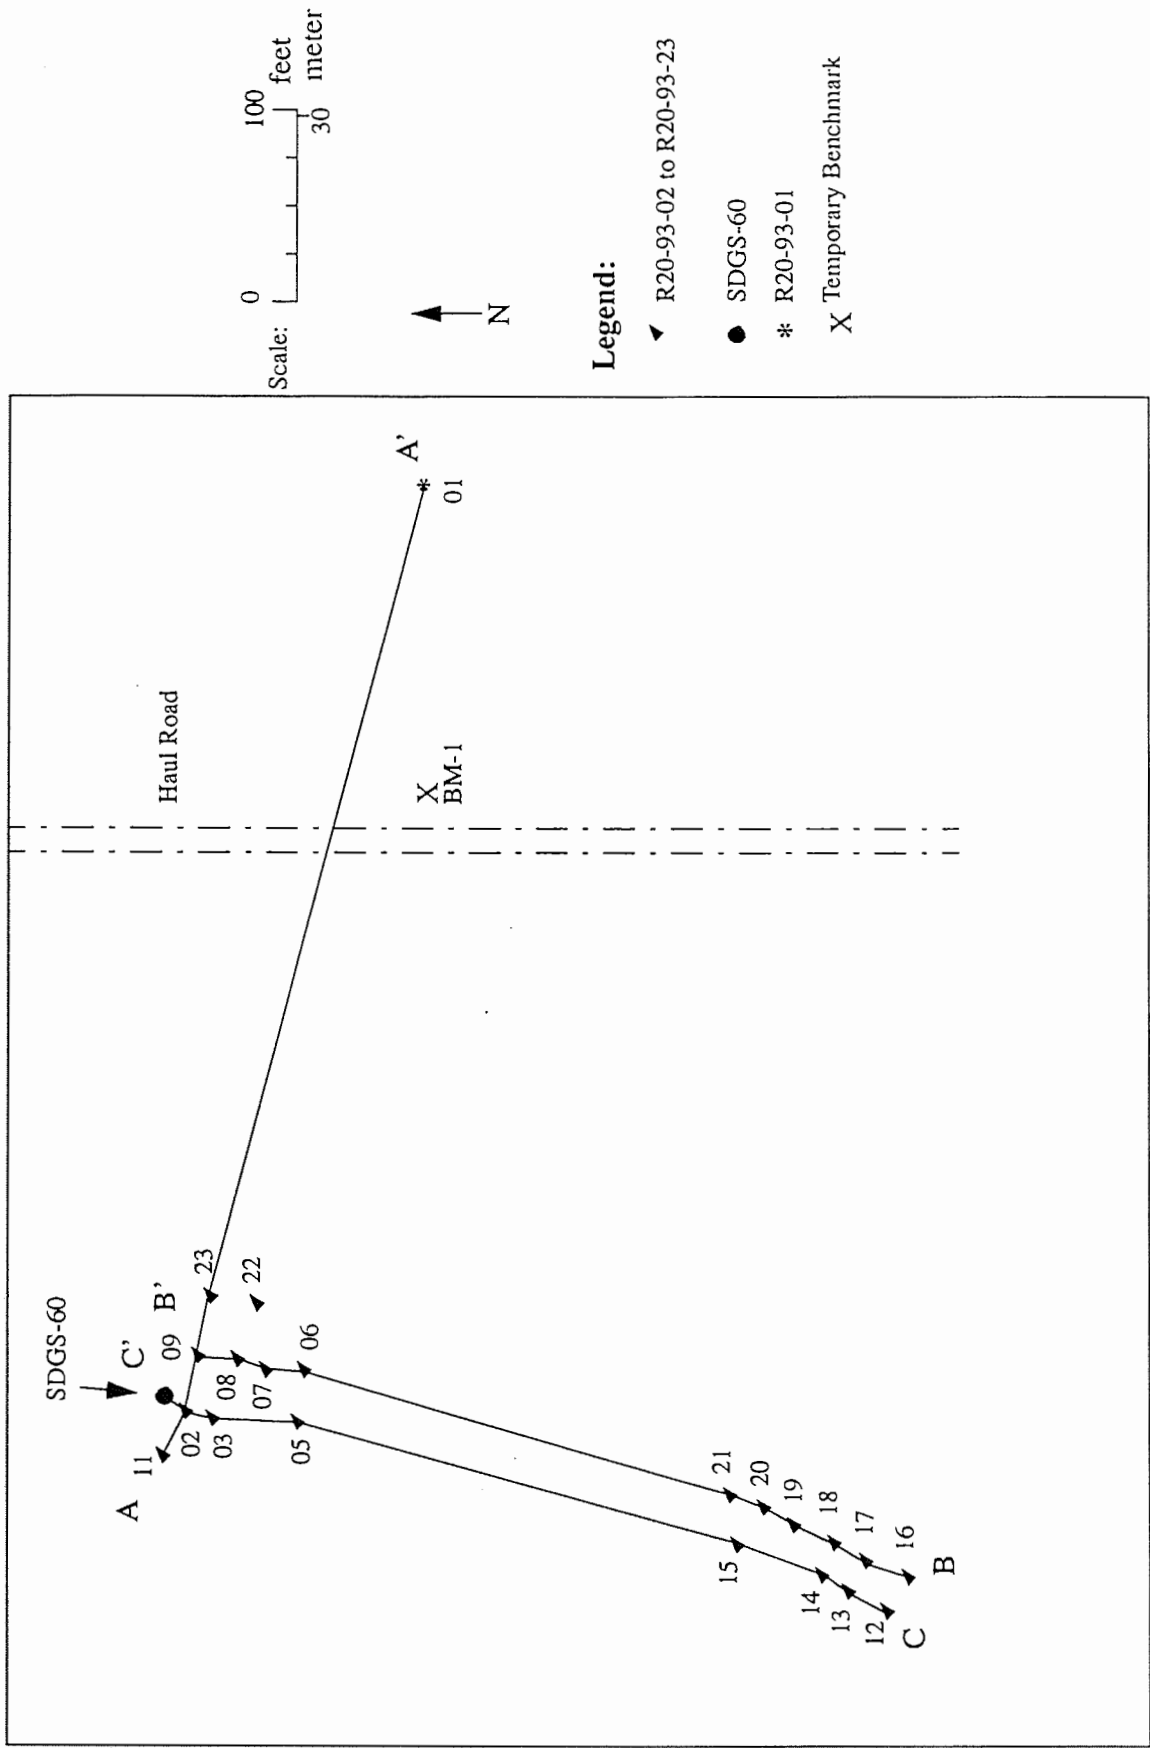 SDGS-60
C'
B'
A
11
02
03
05
09
08
07
06
23
22
Haul Road
X
BM-1
A'
*
01
15
14
13
12
C
21
20
19
18
17
16
B
Scale:
0
100
feet
30
meter
N
Legend:
R20-93-02 to R20-93-23
SDGS-60
* R20-93-01
X Temporary Benchmark